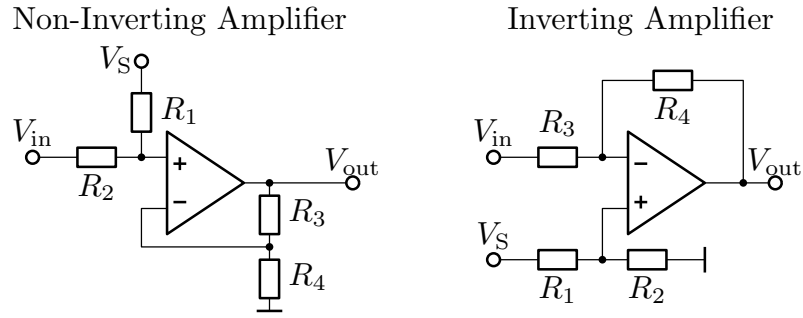 Non-Inverting Amplifier
V_S
R_1
V_in
R_2
+
−
V_out
R_3
R_4
Inverting Amplifier
R_4
V_in
R_3
−
+
V_out
V_S
R_1
R_2